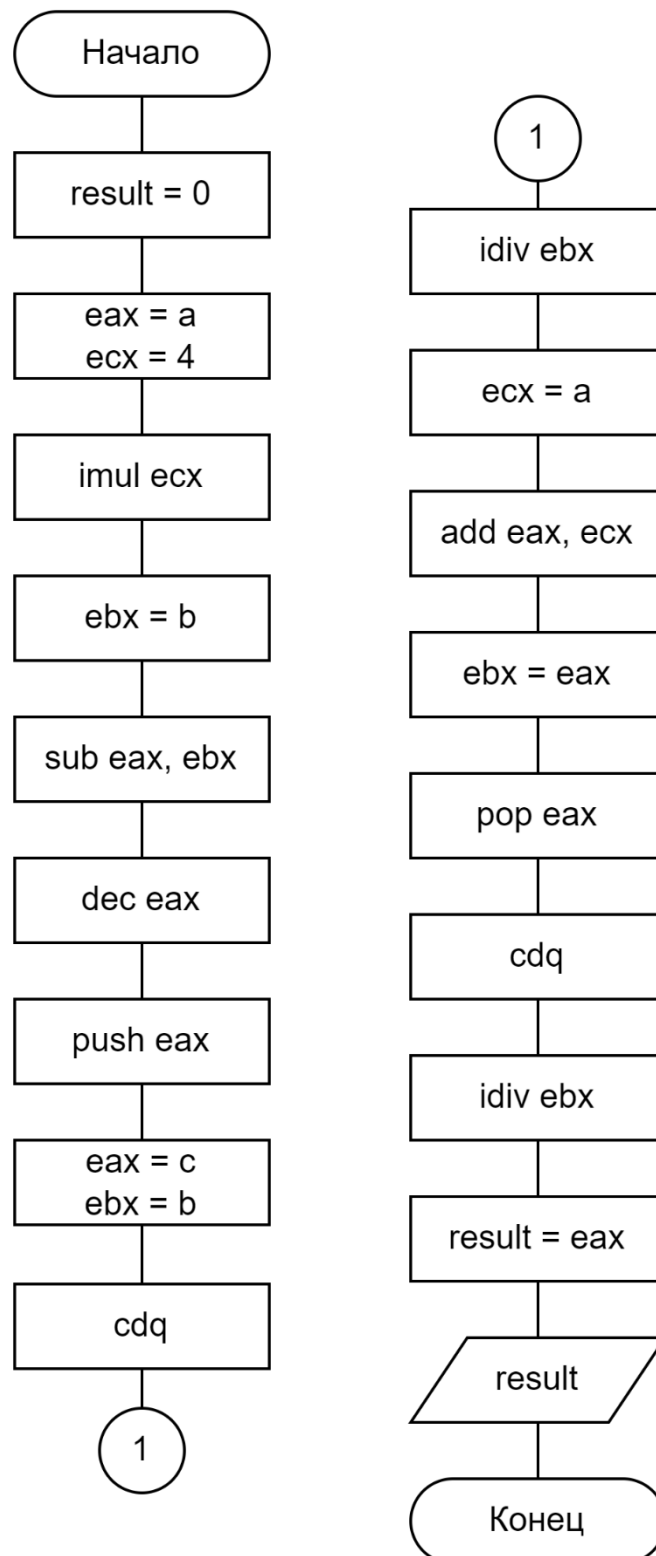 Начало
result = 0
eax = a
ecx = 4
imul ecx
ebx = b
sub eax, ebx
dec eax
push eax
eax = c
ebx = b
cdq
1
1
idiv ebx
ecx = a
add eax, ecx
ebx = eax
pop eax
cdq
idiv ebx
result = eax
result
Конец